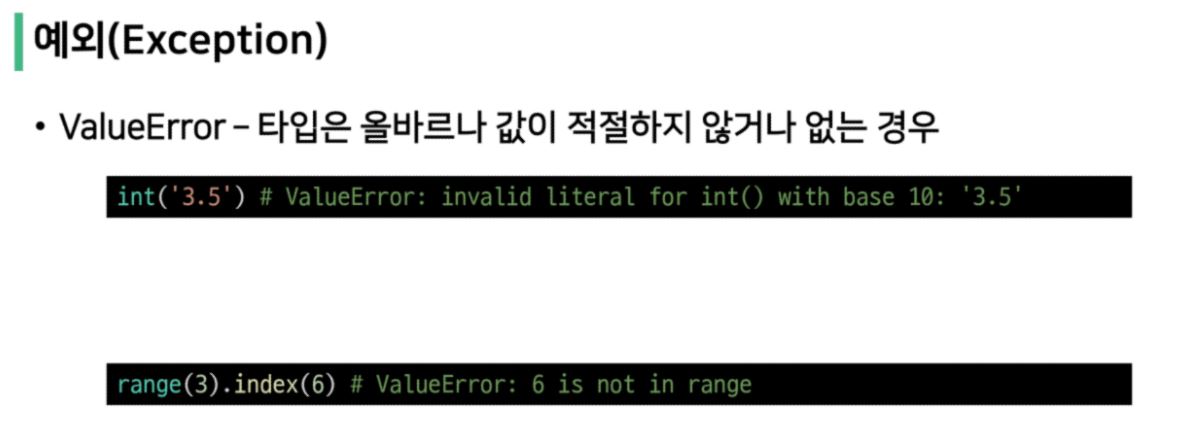 예외(Exception)
• ValueError – 타입은 올바르나 값이 적절하지 않거나 없는 경우
int('3.5') # ValueError: invalid literal for int() with base 10: '3.5'
range(3).index(6) # ValueError: 6 is not in range